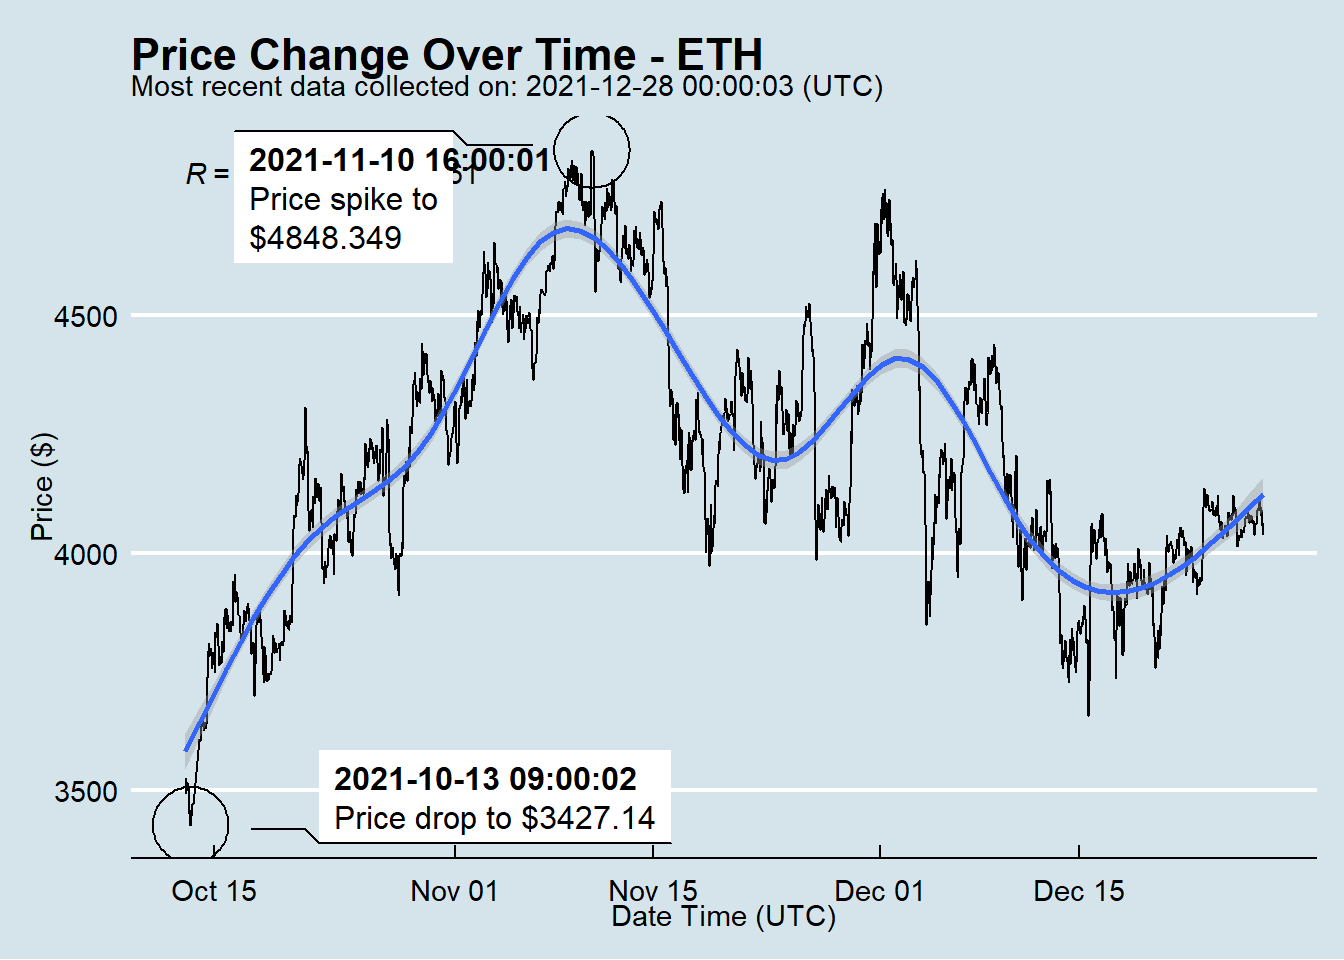 Price Change Over Time - ETH
Most recent data collected on: 2021-12-28 00:00:03 (UTC)
2021-11-10 16:00:01
R =
Price spike to
$4848.349
4500
4000
3500
Price ($)
2021-10-13 09:00:02
Price drop to $3427.14
Oct 15
Nov 01
Nov 15
Dec 01
Dec 15
Date Time (UTC)